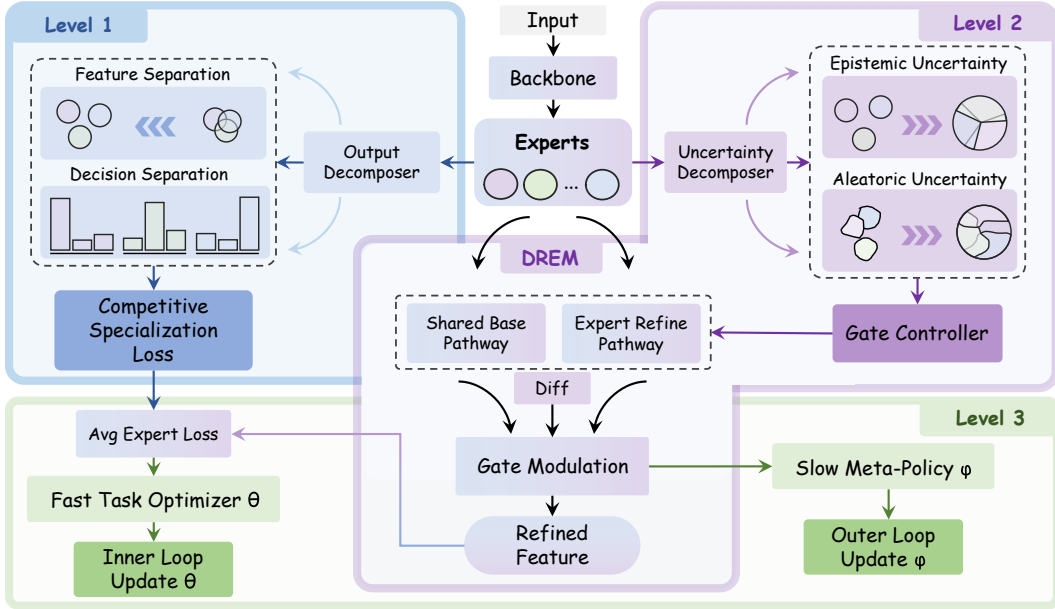 Level 1
Input
Level 2
Backbone
Feature Separation
Epistemic Uncertainty
Experts
...
Output
Decomposer
Uncertainty
Decomposer
Decision Separation
Aleatoric Uncertainty
DREM
Competitive
Specialization
Loss
Shared Base
Pathway
Expert Refine
Pathway
Gate Controller
Diff
Level 3
Avg Expert Loss
Gate Modulation
Slow Meta-Policy φ
Fast Task Optimizer θ
Refined
Feature
Outer Loop
Update φ
Inner Loop
Update θ